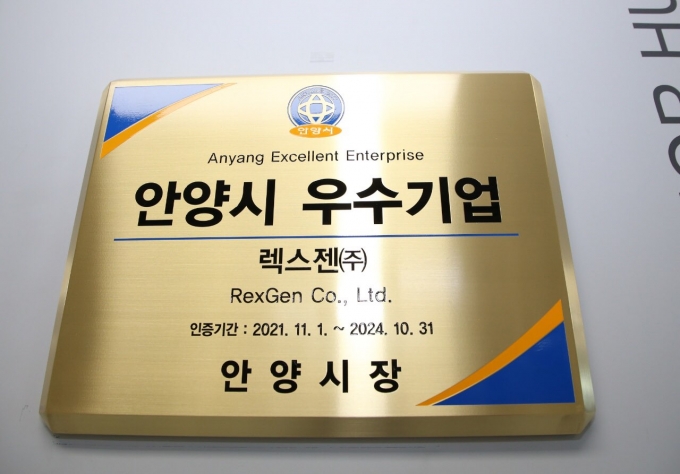 안양시
Anyang Excellent Enterprise
안양시 우수기업
렉스젠㈜
RexGen Co., Ltd.
인증기간 : 2021. 11. 1. ~ 2024. 10. 31
안 양 시 장